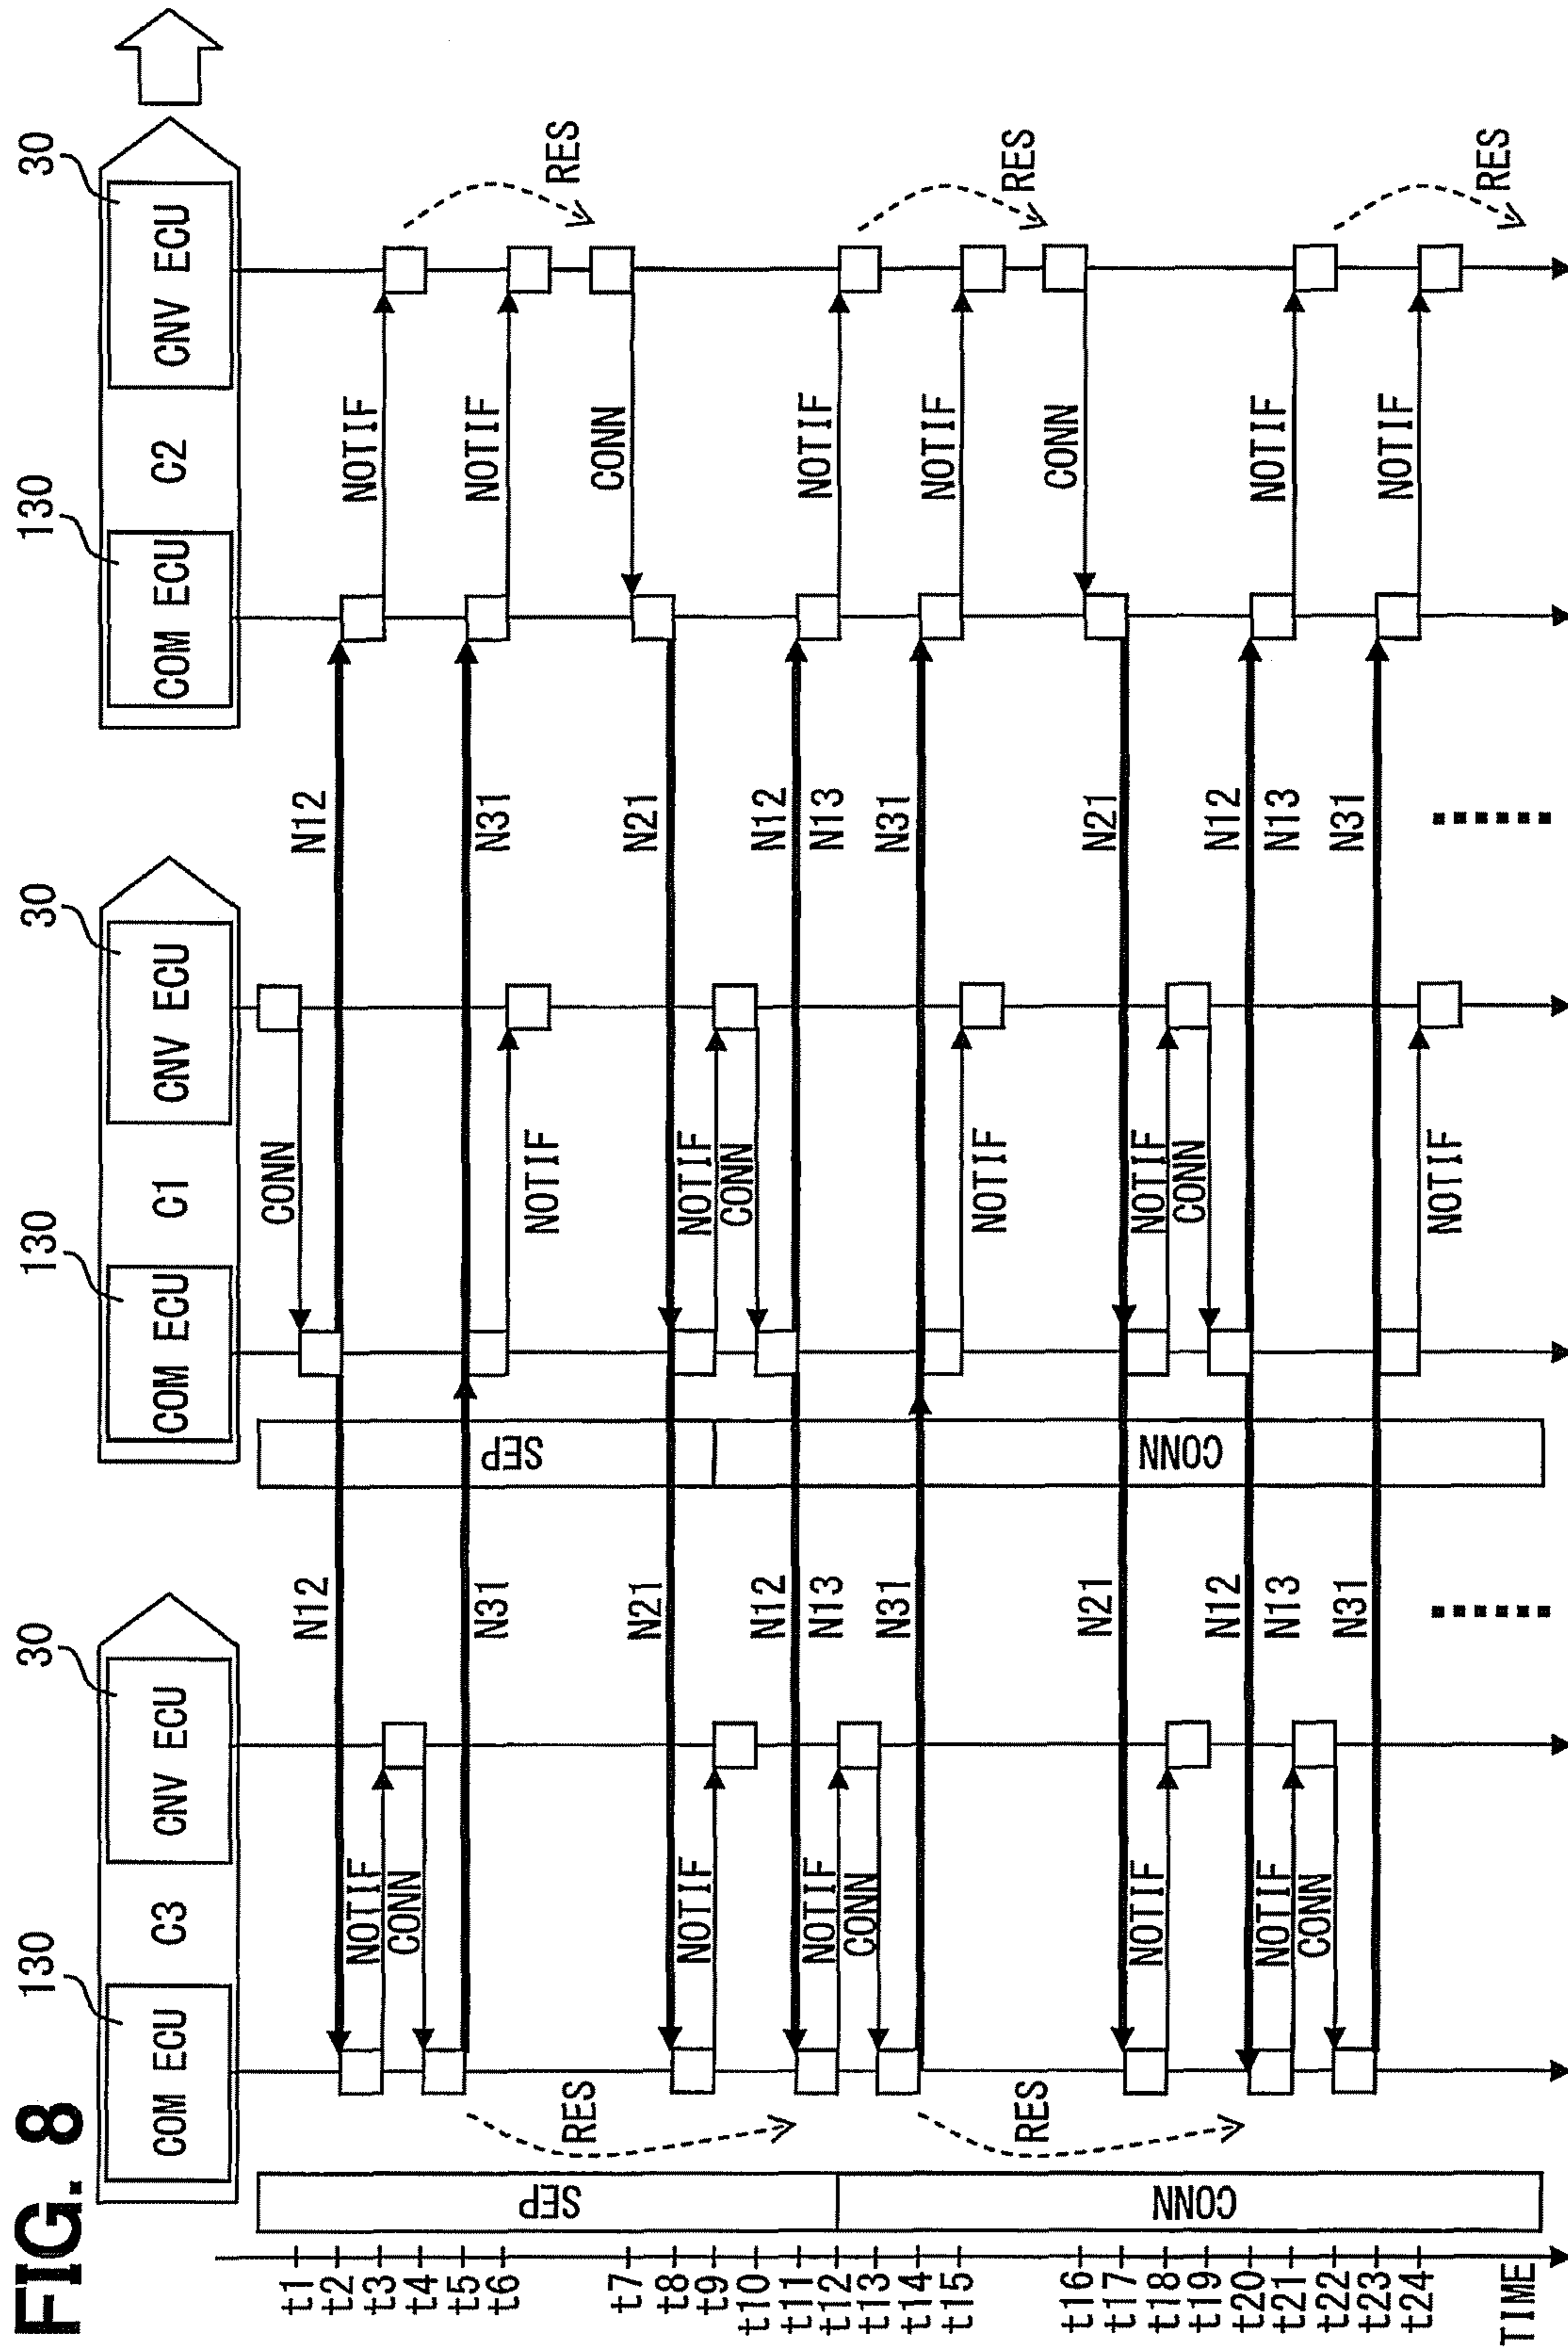 FIG. 8
130
30
130
30
130
30
COM ECU
C3
CNV ECU
COM ECU
C1
CNV ECU
COM ECU
C2
CNV ECU
t1
CONN
t2
N12
N12
t3
NOTIF
NOTIF
t4
CONN
t5
N31
N31
t6
NOTIF
NOTIF
RES
RES
SEP
SEP
t7
CONN
t8
N21
N21
t9
NOTIF
NOTIF
t10
CONN
t11
N12
N12
N13
N13
t12
NOTIF
NOTIF
t13
CONN
t14
N31
N31
t15
NOTIF
NOTIF
RES
RES
t16
CONN
t17
N21
N21
t18
NOTIF
NOTIF
t19
CONN
CONN
CONN
t20
N12
N12
N13
N13
t21
NOTIF
NOTIF
t22
CONN
t23
N31
N31
t24
NOTIF
NOTIF
RES
TIME